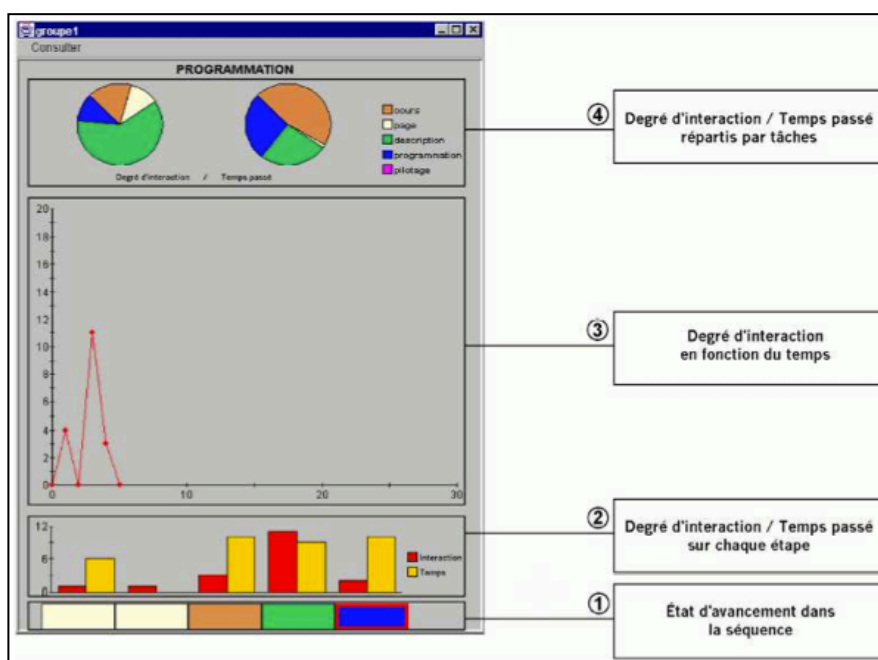 groupe1
Consulter
PROGRAMMATION
cours
page
description
programmation
pilotage
Degré d'interaction / Temps passé
20
18
16
14
12
10
8
6
4
2
0
0 10 20 30
12
6
0
Interaction
Temps
④ Degré d'interaction / Temps passé
répartis par tâches
③ Degré d'interaction
en fonction du temps
② Degré d'interaction / Temps passé
sur chaque étape
① État d'avancement dans
la séquence